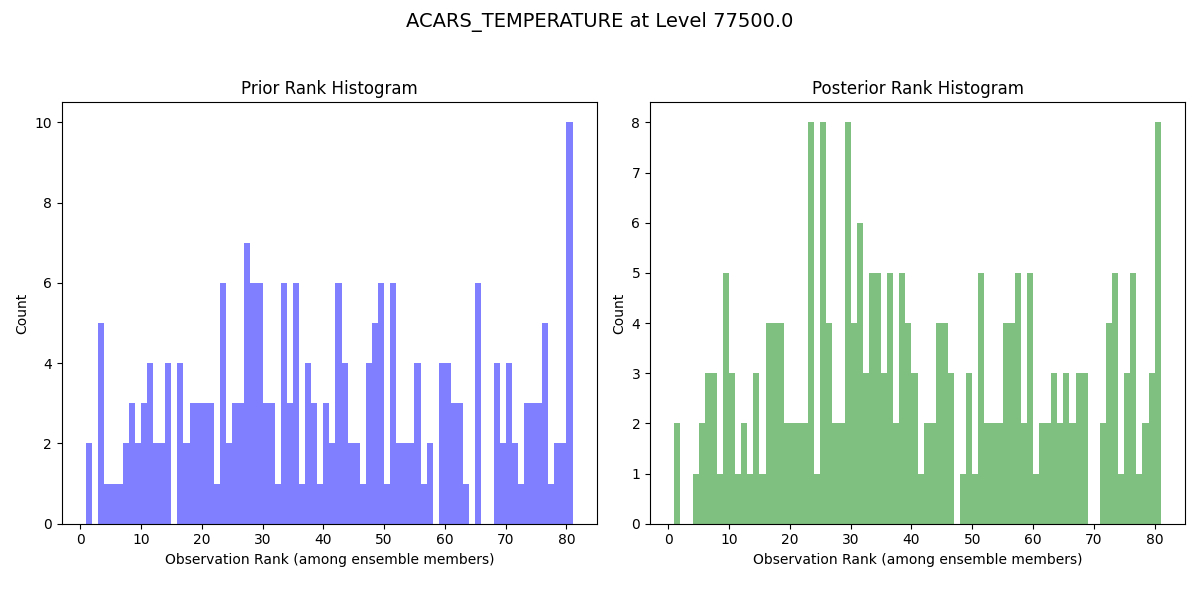 ACARS_TEMPERATURE at Level 77500.0
Prior Rank Histogram
Count
10
8
6
4
2
0
0 10 20 30 40 50 60 70 80
Observation Rank (among ensemble members)
Posterior Rank Histogram
Count
8
7
6
5
4
3
2
1
0
0 10 20 30 40 50 60 70 80
Observation Rank (among ensemble members)